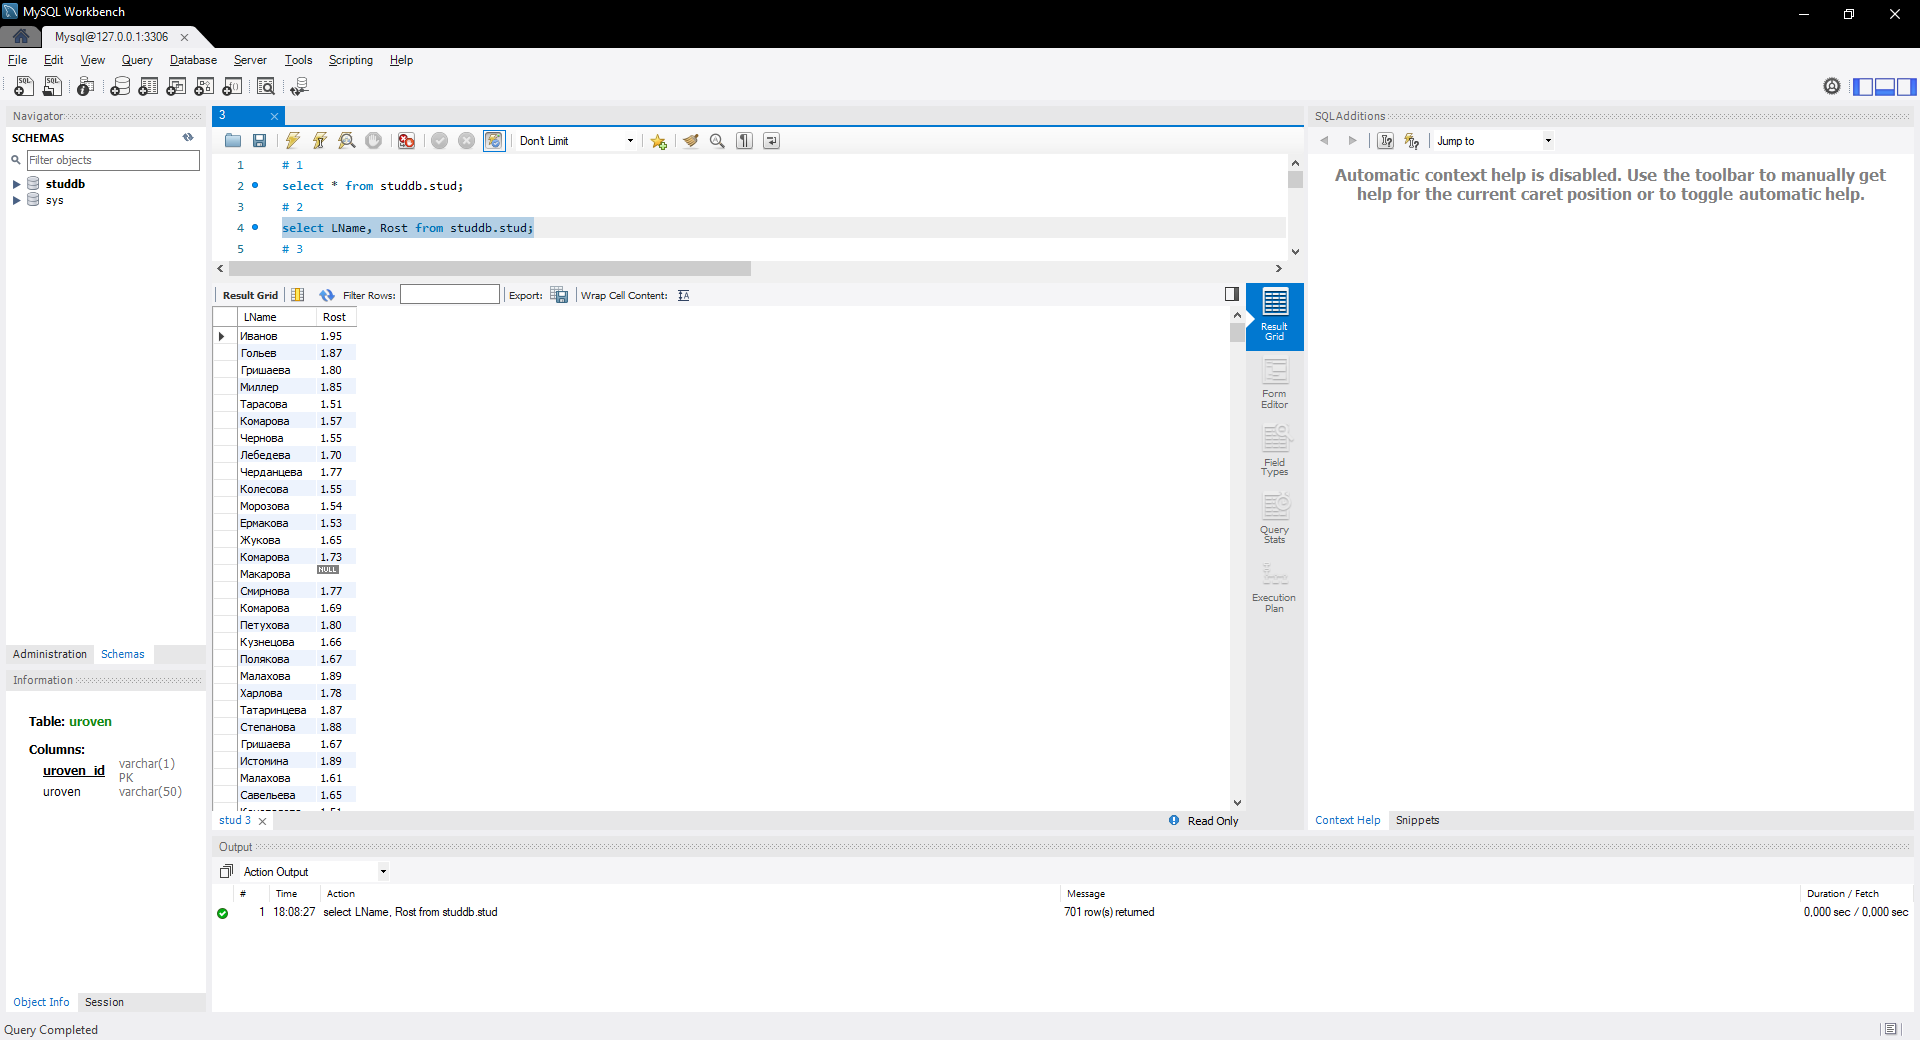 MySQL Workbench
Mysql@127.0.0.1:3306
File Edit View Query Database Server Tools Scripting Help
Navigator
SCHEMAS
Filter objects
studdb
sys
Administration Schemas
Information
Table: uroven
Columns:
uroven_id varchar(1) PK
uroven varchar(50)
Object Info Session
3
Don't Limit
1 # 1
2 select * from studdb.stud;
3 # 2
4 select LName, Rost from studdb.stud;
5 # 3
Result Grid Filter Rows: Export: Wrap Cell Content:
LName Rost
Иванов 1.95
Гольев 1.87
Гришаева 1.80
Миллер 1.85
Тарасова 1.51
Комарова 1.57
Чернова 1.55
Лебедева 1.70
Черданцева 1.77
Колесова 1.55
Морозова 1.54
Ермакова 1.53
Жукова 1.65
Комарова 1.73
Макарова NULL
Смирнова 1.77
Комарова 1.69
Петухова 1.80
Кузнецова 1.66
Полякова 1.67
Малахова 1.89
Харлова 1.78
Татаринцева 1.87
Степанова 1.88
Гришаева 1.67
Истомина 1.89
Малахова 1.61
Савельева 1.65
Result Grid
Form Editor
Field Types
Query Stats
Execution Plan
stud 3
Read Only
SQLAdditions
Jump to
Automatic context help is disabled. Use the toolbar to manually get
help for the current caret position or to toggle automatic help.
Context Help Snippets
Output
Action Output
# Time Action Message Duration / Fetch
1 18:08:27 select LName, Rost from studdb.stud 701 row(s) returned 0,000 sec / 0,000 sec
Query Completed